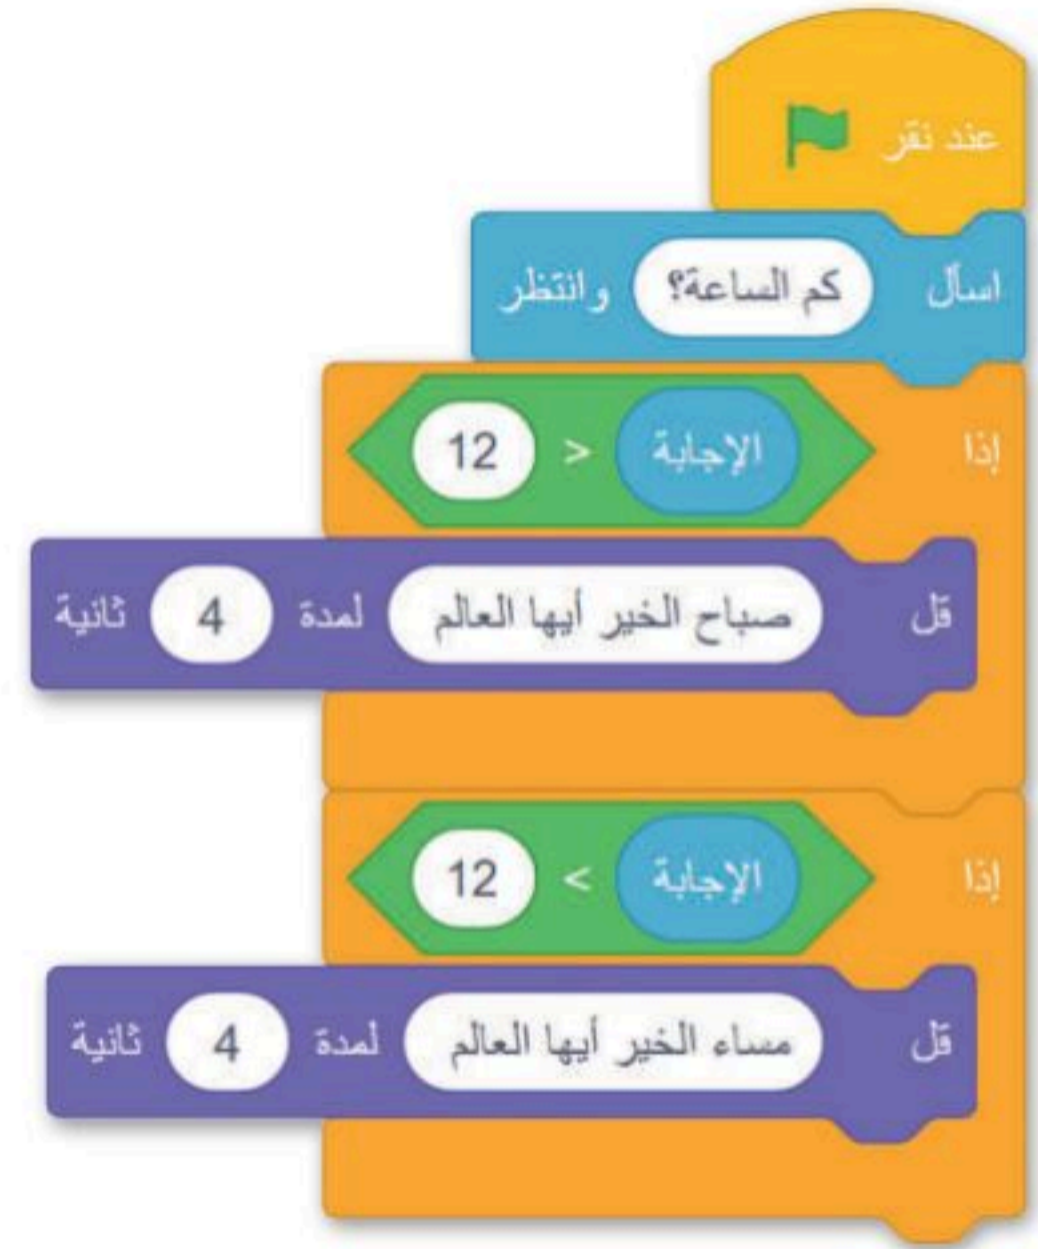 عند نقر
اسأل كم الساعة؟ وانتظر
إذا الإجابة < 12
قل صباح الخير أيها العالم لمدة 4 ثانية
إذا الإجابة > 12
قل مساء الخير أيها العالم لمدة 4 ثانية